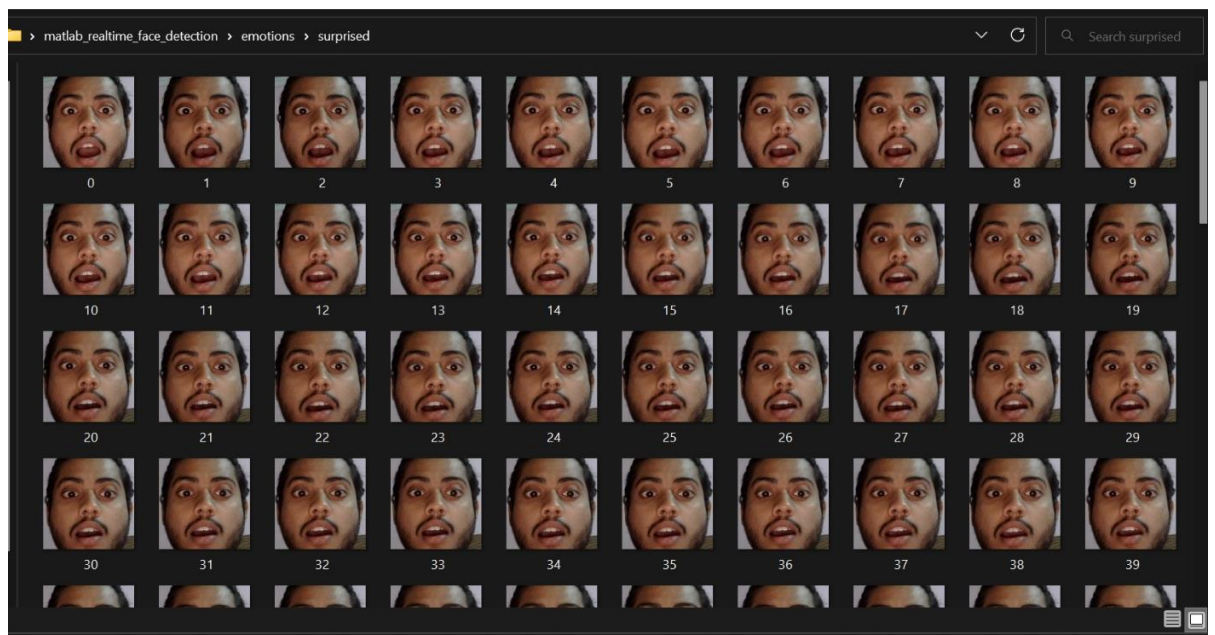 matlab_realtime_face_detection > emotions > surprised
Search surprised
0 1 2 3 4 5 6 7 8 9
10 11 12 13 14 15 16 17 18 19
20 21 22 23 24 25 26 27 28 29
30 31 32 33 34 35 36 37 38 39